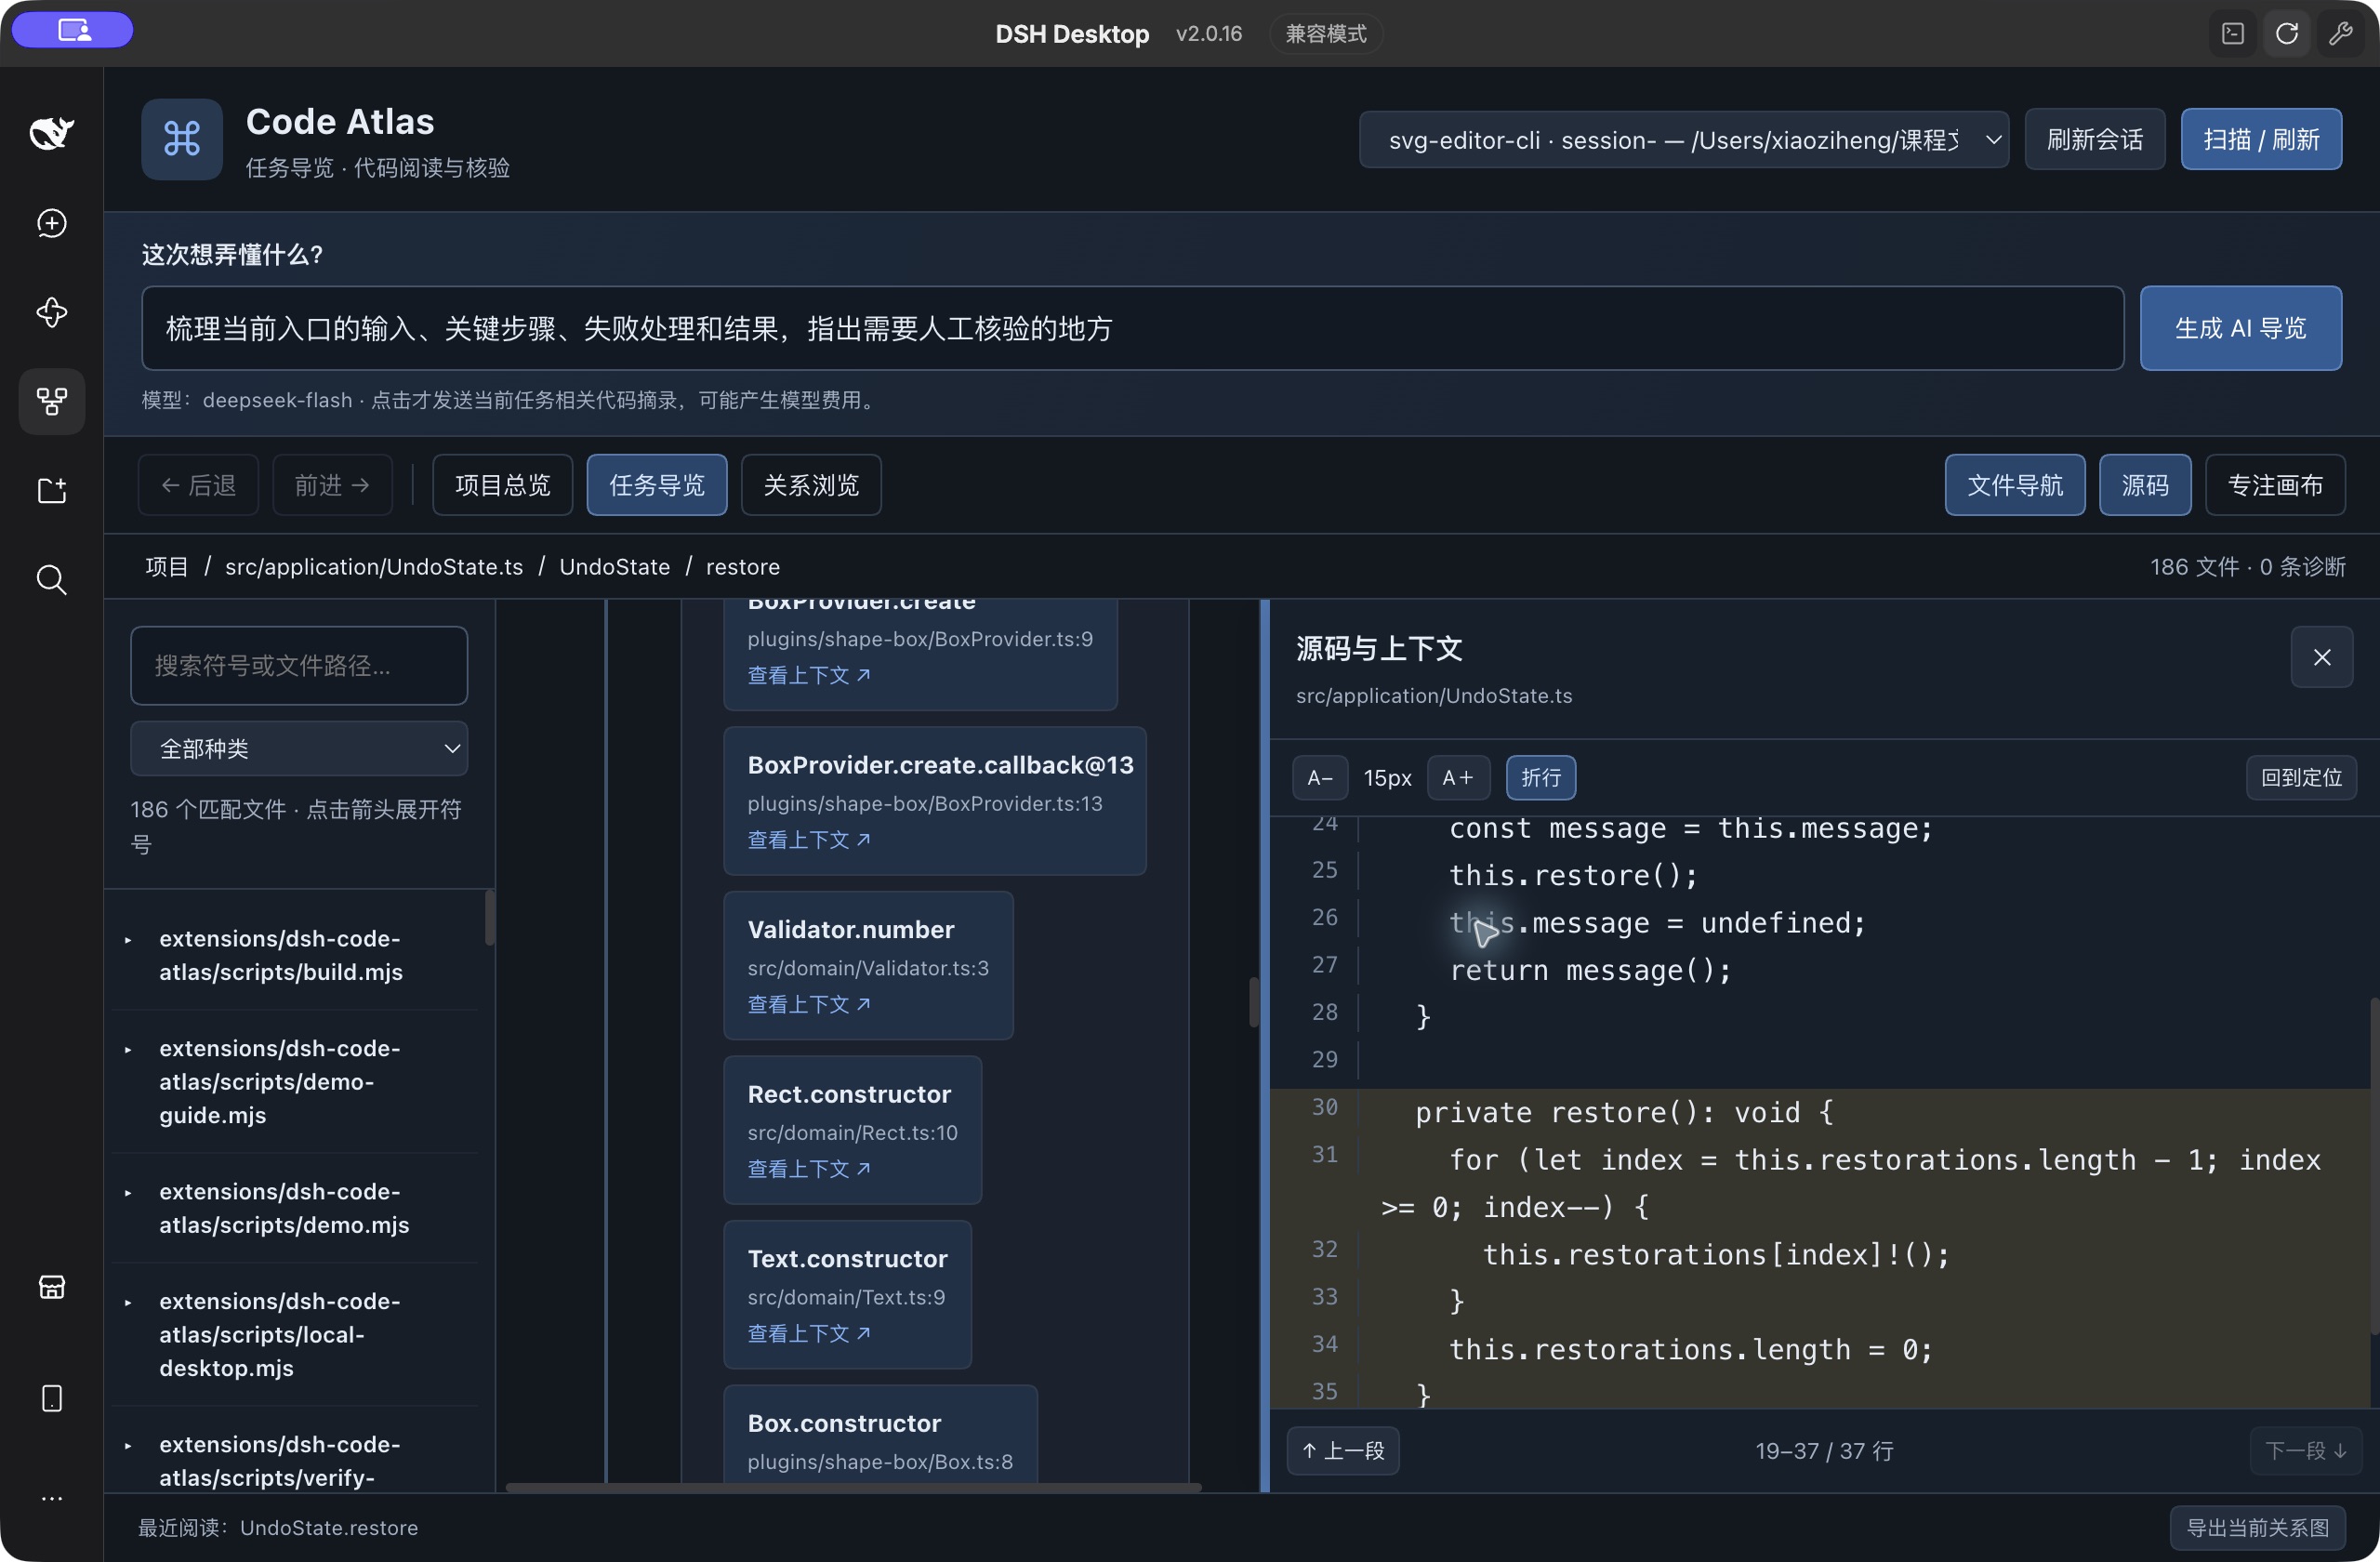 DSH Desktop v2.0.16 兼容模式
Code Atlas
任务导览 · 代码阅读与核验
svg-editor-cli · session- — /Users/xiaoziheng/课程
刷新会话
扫描 / 刷新
这次想弄懂什么？
梳理当前入口的输入、关键步骤、失败处理和结果，指出需要人工核验的地方
生成 AI 导览
模型：deepseek-flash · 点击才发送当前任务相关代码摘录，可能产生模型费用。
← 后退
前进 →
项目总览
任务导览
关系浏览
文件导航
源码
专注画布
项目 / src/application/UndoState.ts / UndoState / restore
186 文件 · 0 条诊断
搜索符号或文件路径...
全部种类
186 个匹配文件 · 点击箭头展开符
号
extensions/dsh-code-
atlas/scripts/build.mjs
extensions/dsh-code-
atlas/scripts/demo-
guide.mjs
extensions/dsh-code-
atlas/scripts/demo.mjs
extensions/dsh-code-
atlas/scripts/local-
desktop.mjs
extensions/dsh-code-
atlas/scripts/verify-
BoxProvider.create
plugins/shape-box/BoxProvider.ts:9
查看上下文 ↗
BoxProvider.create.callback@13
plugins/shape-box/BoxProvider.ts:13
查看上下文 ↗
Validator.number
src/domain/Validator.ts:3
查看上下文 ↗
Rect.constructor
src/domain/Rect.ts:10
查看上下文 ↗
Text.constructor
src/domain/Text.ts:9
查看上下文 ↗
Box.constructor
plugins/shape-box/Box.ts:8
源码与上下文
src/application/UndoState.ts
A− 15px A+ 折行
回到定位
24 const message = this.message;
25 this.restore();
26 this.message = undefined;
27 return message();
28 }
29
30 private restore(): void {
31 for (let index = this.restorations.length - 1; index
>= 0; index--) {
32 this.restorations[index]!();
33 }
34 this.restorations.length = 0;
35 }
↑ 上一段
19–37 / 37 行
下一段 ↓
最近阅读：UndoState.restore
导出当前关系图